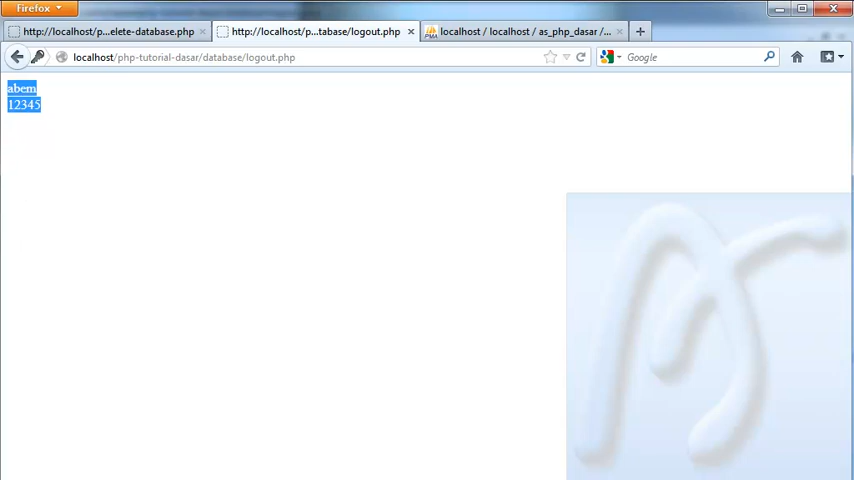 Firefox
http://localhost/p...elete-database.php
http://localhost/p...tabase/logout.php
localhost / localhost / as_php_dasar /...
localhost/php-tutorial-dasar/database/logout.php
Google
abem
12345